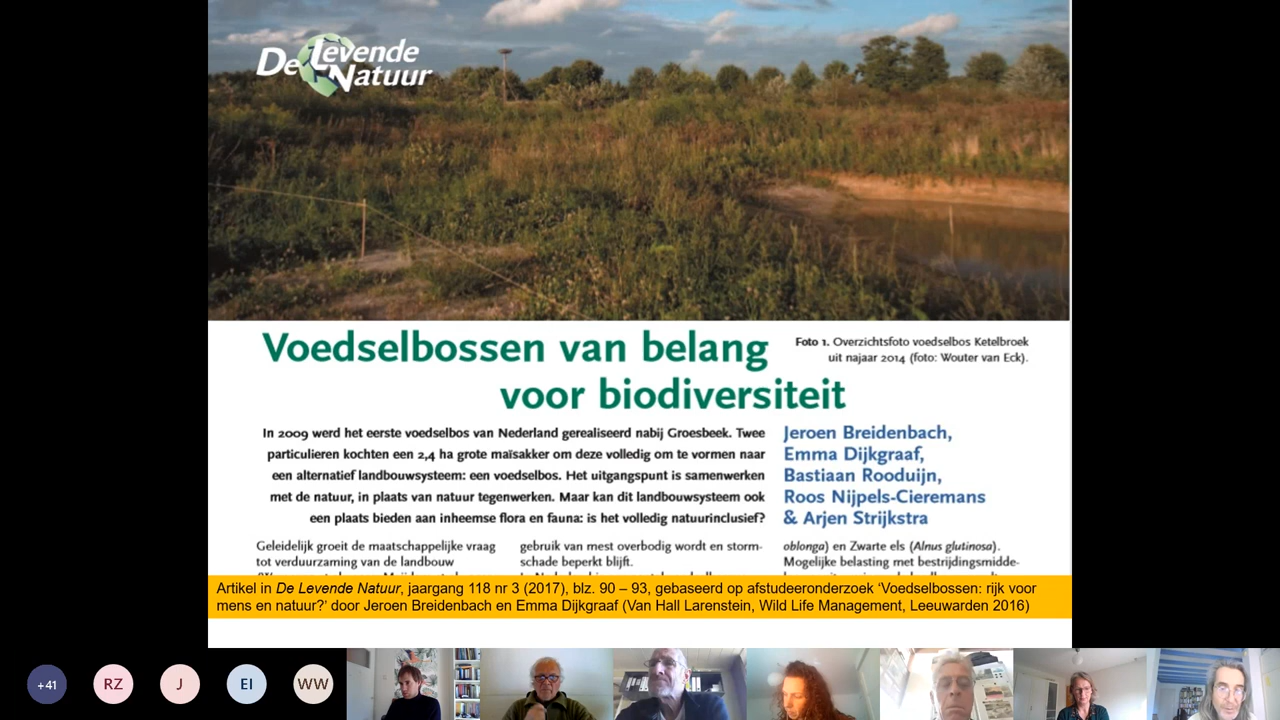 De Levende
Natuur
Voedselbossen van belang
voor biodiversiteit
Foto 1. Overzichtsfoto voedselbos Ketelbroek
uit najaar 2014 (foto: Wouter van Eck).
In 2009 werd het eerste voedselbos van Nederland gerealiseerd nabij Groesbeek. Twee
particulieren kochten een 2,4 ha grote maïsakker om deze volledig om te vormen naar
een alternatief landbouwsysteem: een voedselbos. Het uitgangspunt is samenwerken
met de natuur, in plaats van natuur tegenwerken. Maar kan dit landbouwsysteem ook
een plaats bieden aan inheemse flora en fauna: is het volledig natuurinclusief?
Jeroen Breidenbach,
Emma Dijkgraaf,
Bastiaan Rooduijn,
Roos Nijpels-Cieremans
& Arjen Strijkstra
Geleidelijk groeit de maatschappelijke vraag
tot verduurzaming van de landbouw
gebruik van mest overbodig wordt en storm-
schade beperkt blijft.
oblonga) en Zwarte els (Alnus glutinosa).
Mogelijke belasting met bestrijdingsmidde-
Artikel in De Levende Natuur, jaargang 118 nr 3 (2017), blz. 90 – 93, gebaseerd op afstudeeronderzoek ‘Voedselbossen: rijk voor
mens en natuur?’ door Jeroen Breidenbach en Emma Dijkgraaf (Van Hall Larenstein, Wild Life Management, Leeuwarden 2016)
+41
RZ
J
EI
WW